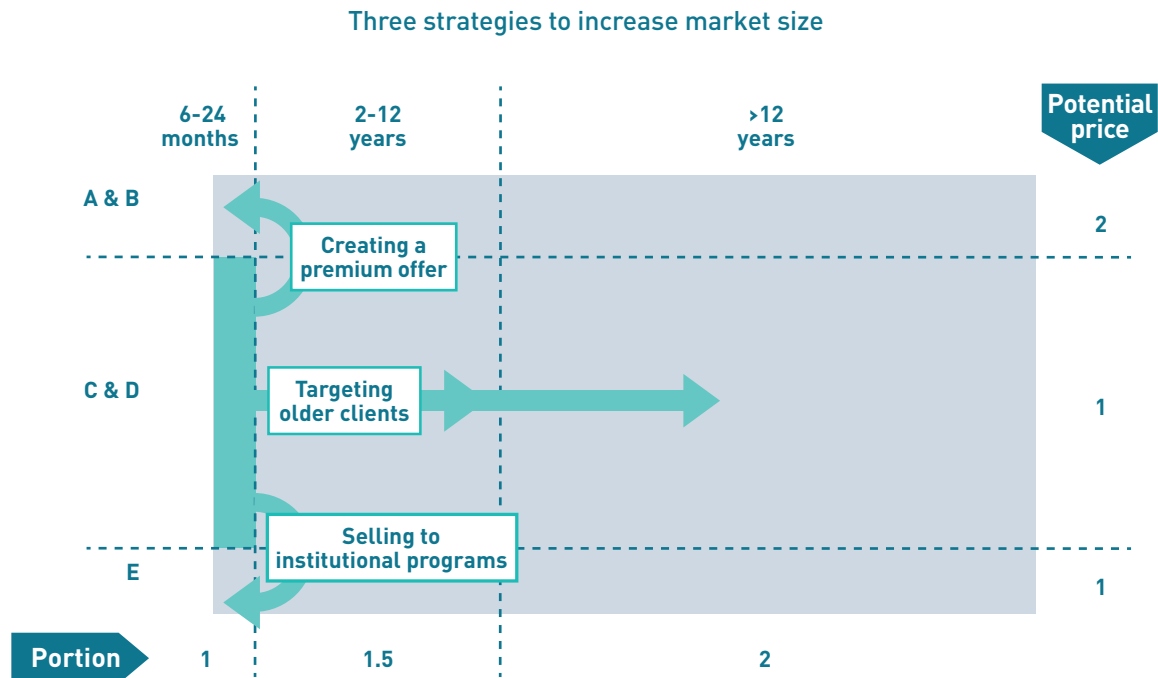 Three strategies to increase market size
6-24
months
2-12
years
>12
years
Potential
price
A & B
2
Creating a
premium offer
C & D
Targeting
older clients
1
Selling to
institutional programs
E
1
Portion
1
1.5
2